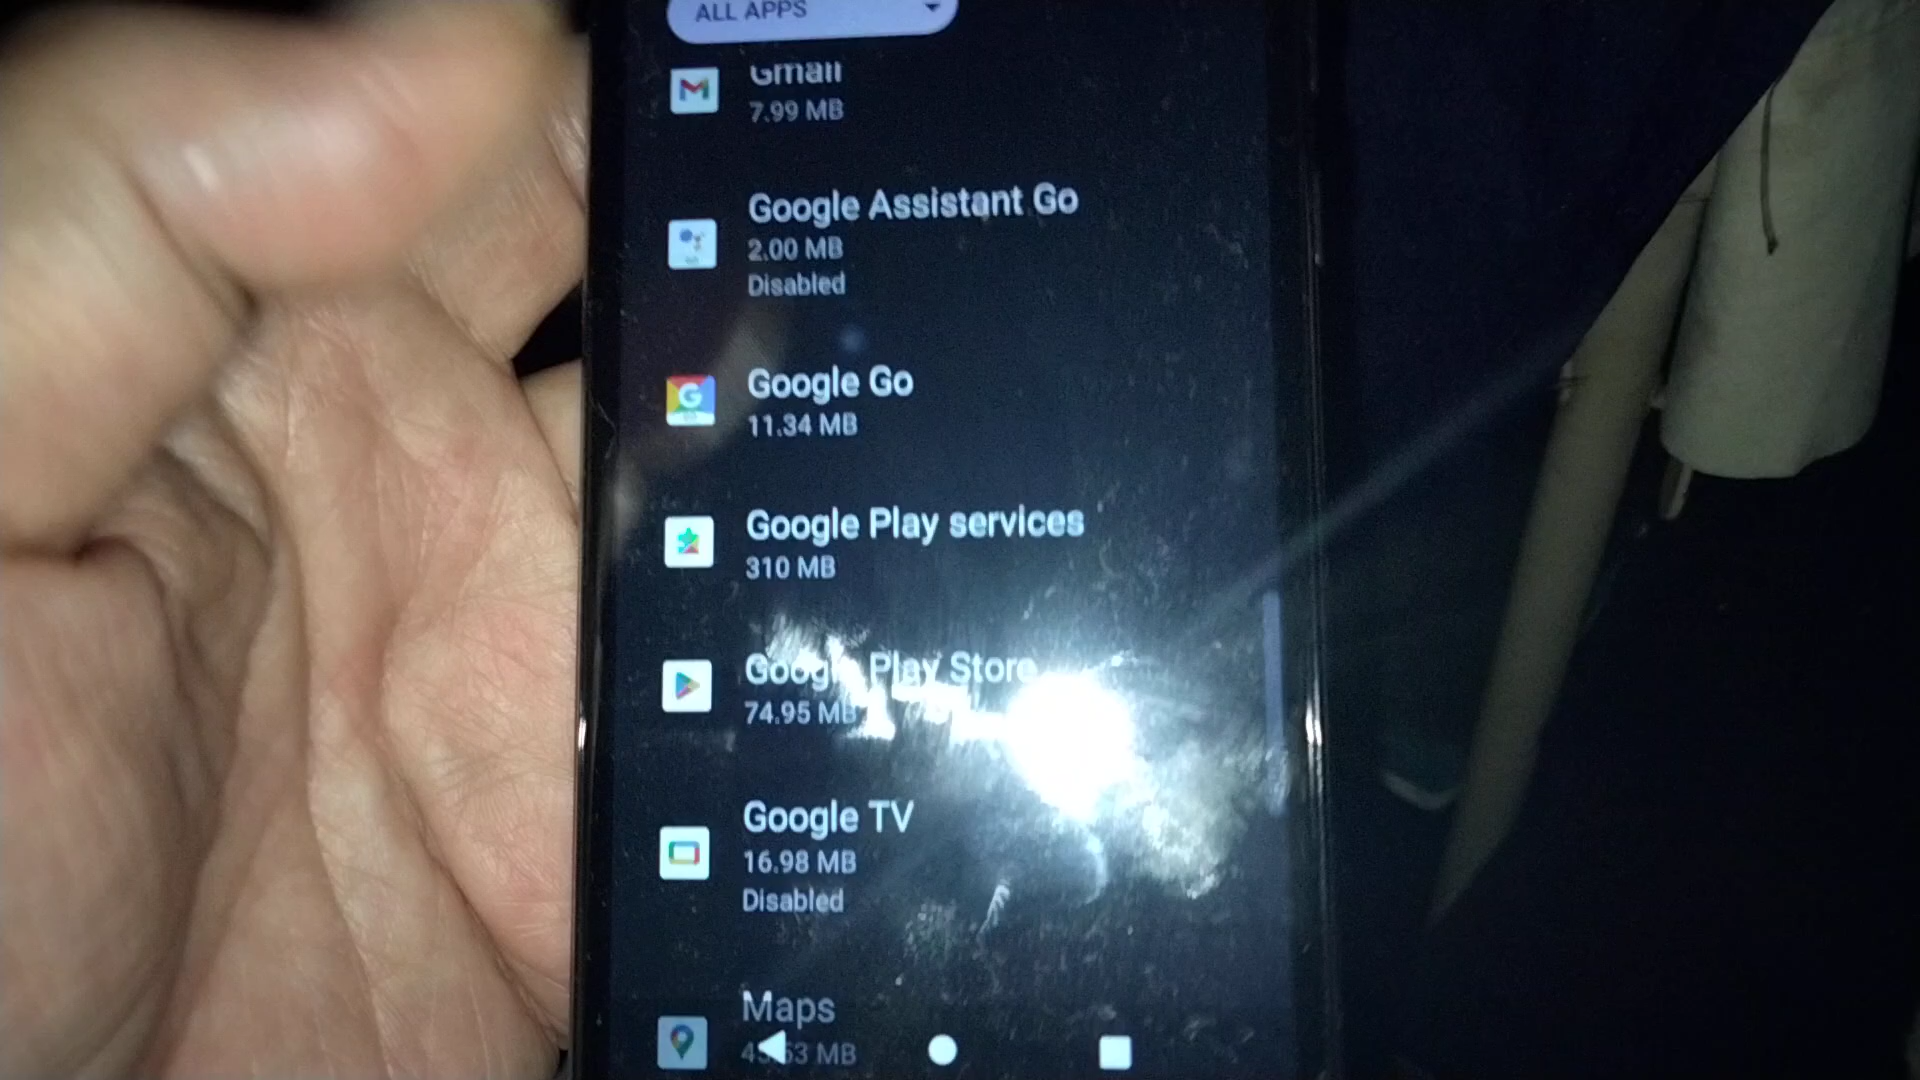 ALL APPS
Gmail
7.99 MB
Google Assistant Go
2.00 MB
Disabled
Google Go
11.34 MB
Google Play services
310 MB
Google Play Store
74.95 MB
Google TV
16.98 MB
Disabled
Maps
MB